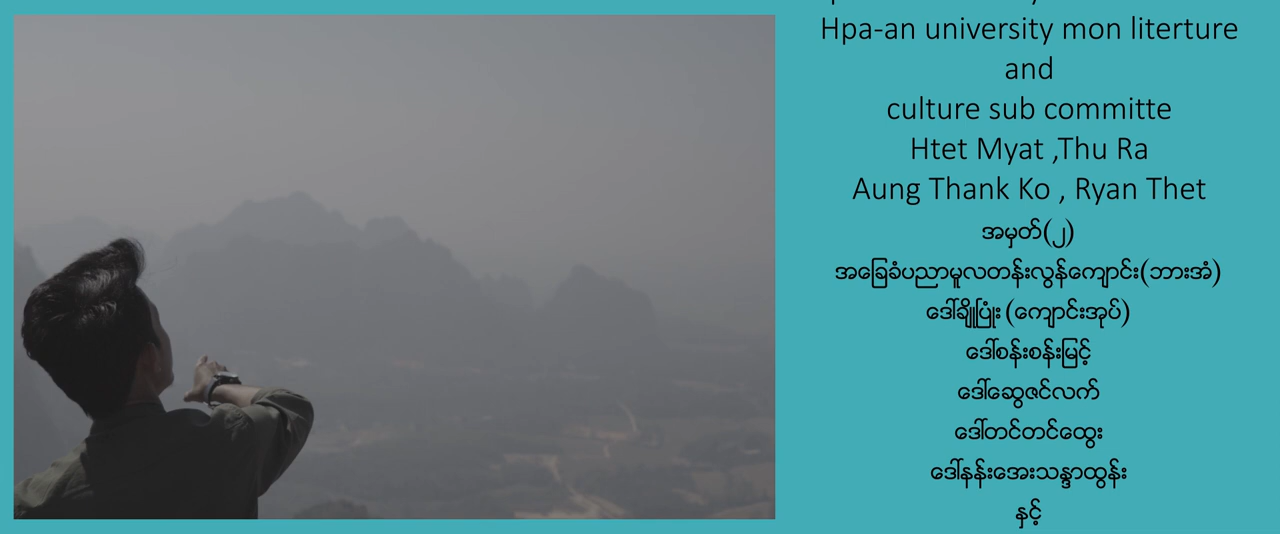 Hpa-an university mon literture
and
culture sub committe
Htet Myat ,Thu Ra
Aung Thank Ko , Ryan Thet
အမှတ်(၂)
အခြေခံပညာမူလတန်းလွန်ကျောင်း(ဘားအံ)
ဒေါ်ချိုပြုံး (ကျောင်းအုပ်)
ဒေါ်စန်းစန်းမြင့်
ဒေါ်ဆွေဇင်လက်
ဒေါ်တင်တင်ထွေး
ဒေါ်နန်းအေးသန္ဒာထွန်း
နှင့်